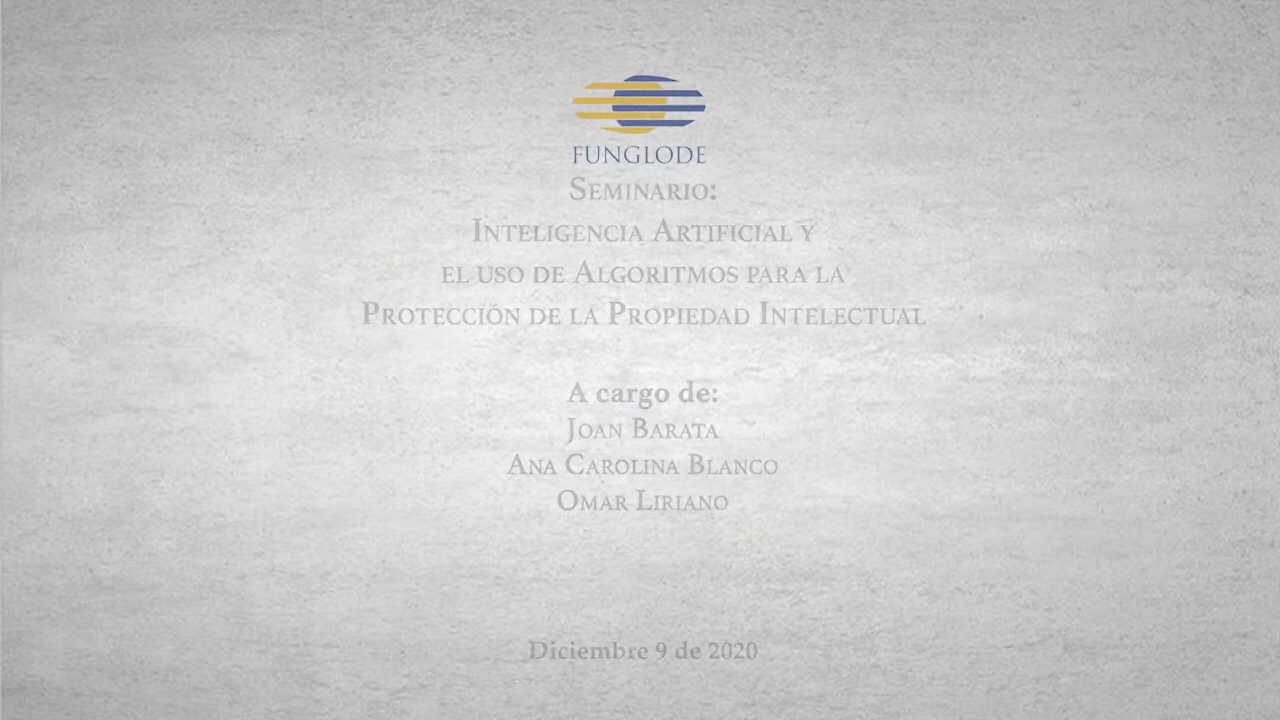 FUNGLODE
Seminario:
Inteligencia Artificial y
el uso de Algoritmos para la
Protección de la Propiedad Intelectual
A cargo de:
Joan Barata
Ana Carolina Blanco
Omar Liriano
Diciembre 9 de 2020